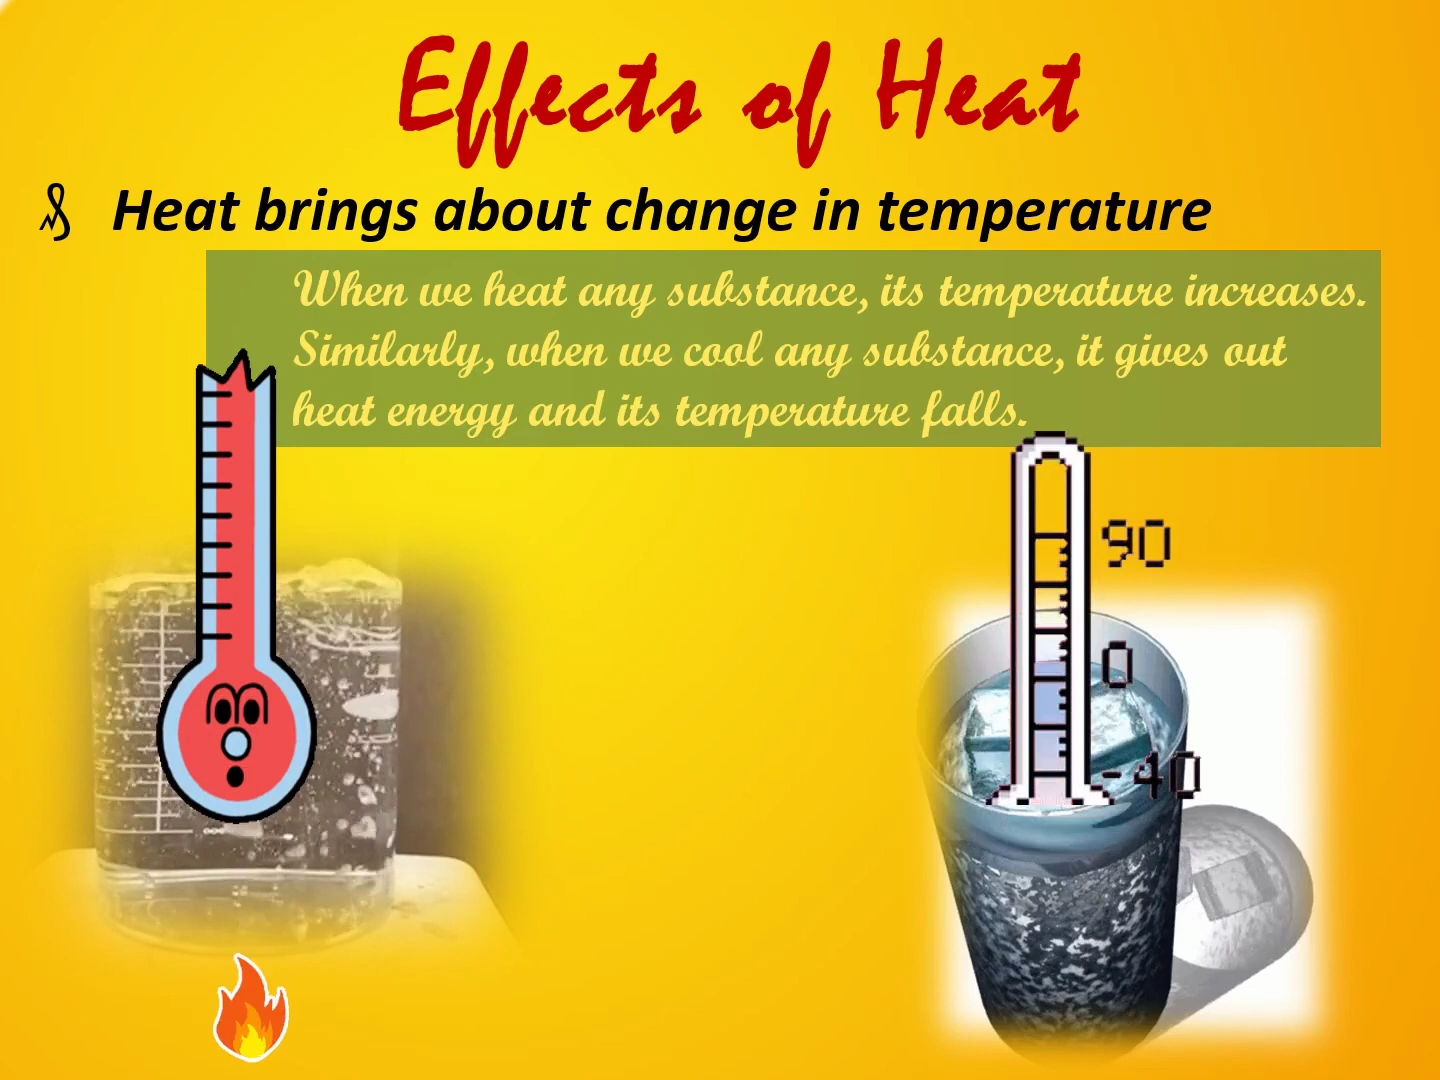 Effects of Heat
Heat brings about change in temperature
When we heat any substance, its temperature increases.
Similarly, when we cool any substance, it gives out
heat energy and its temperature falls.
90
0
-40